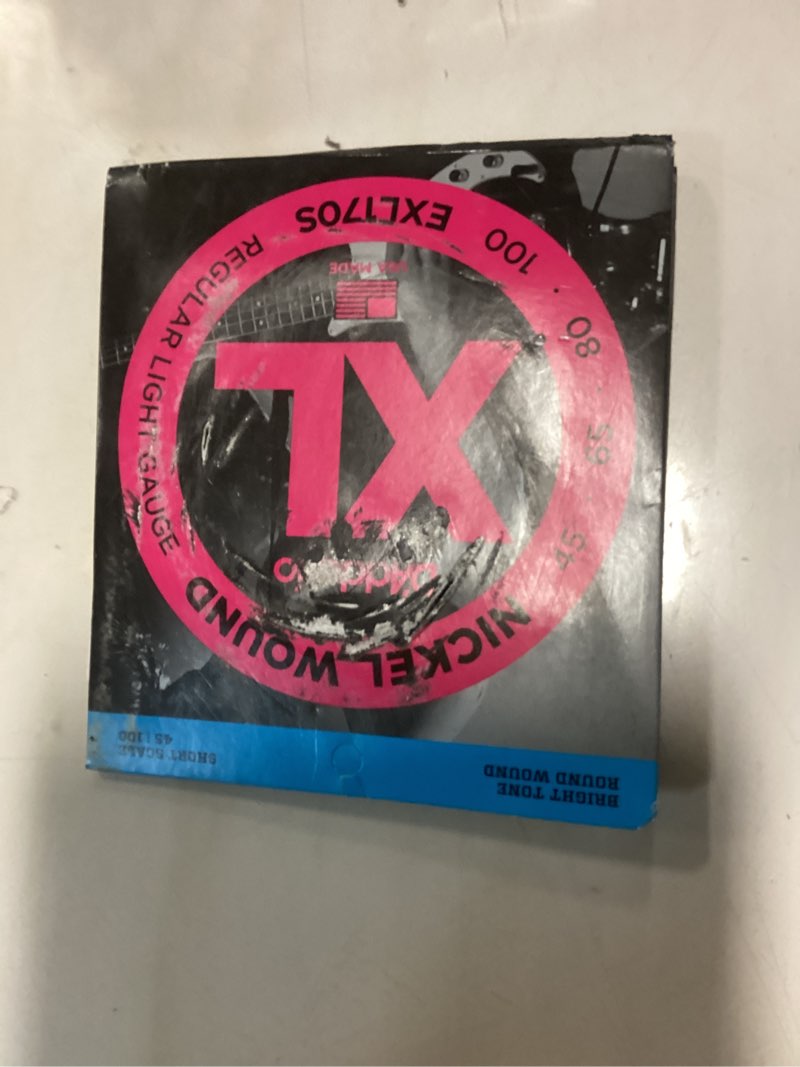 BRIGHT TONE
ROUND WOUND
SHORT SCALE
45 : 100
NICKEL WOUND
XL
USA MADE
45 · 65 · 80 · 100
EXL170S
REGULAR LIGHT GAUGE